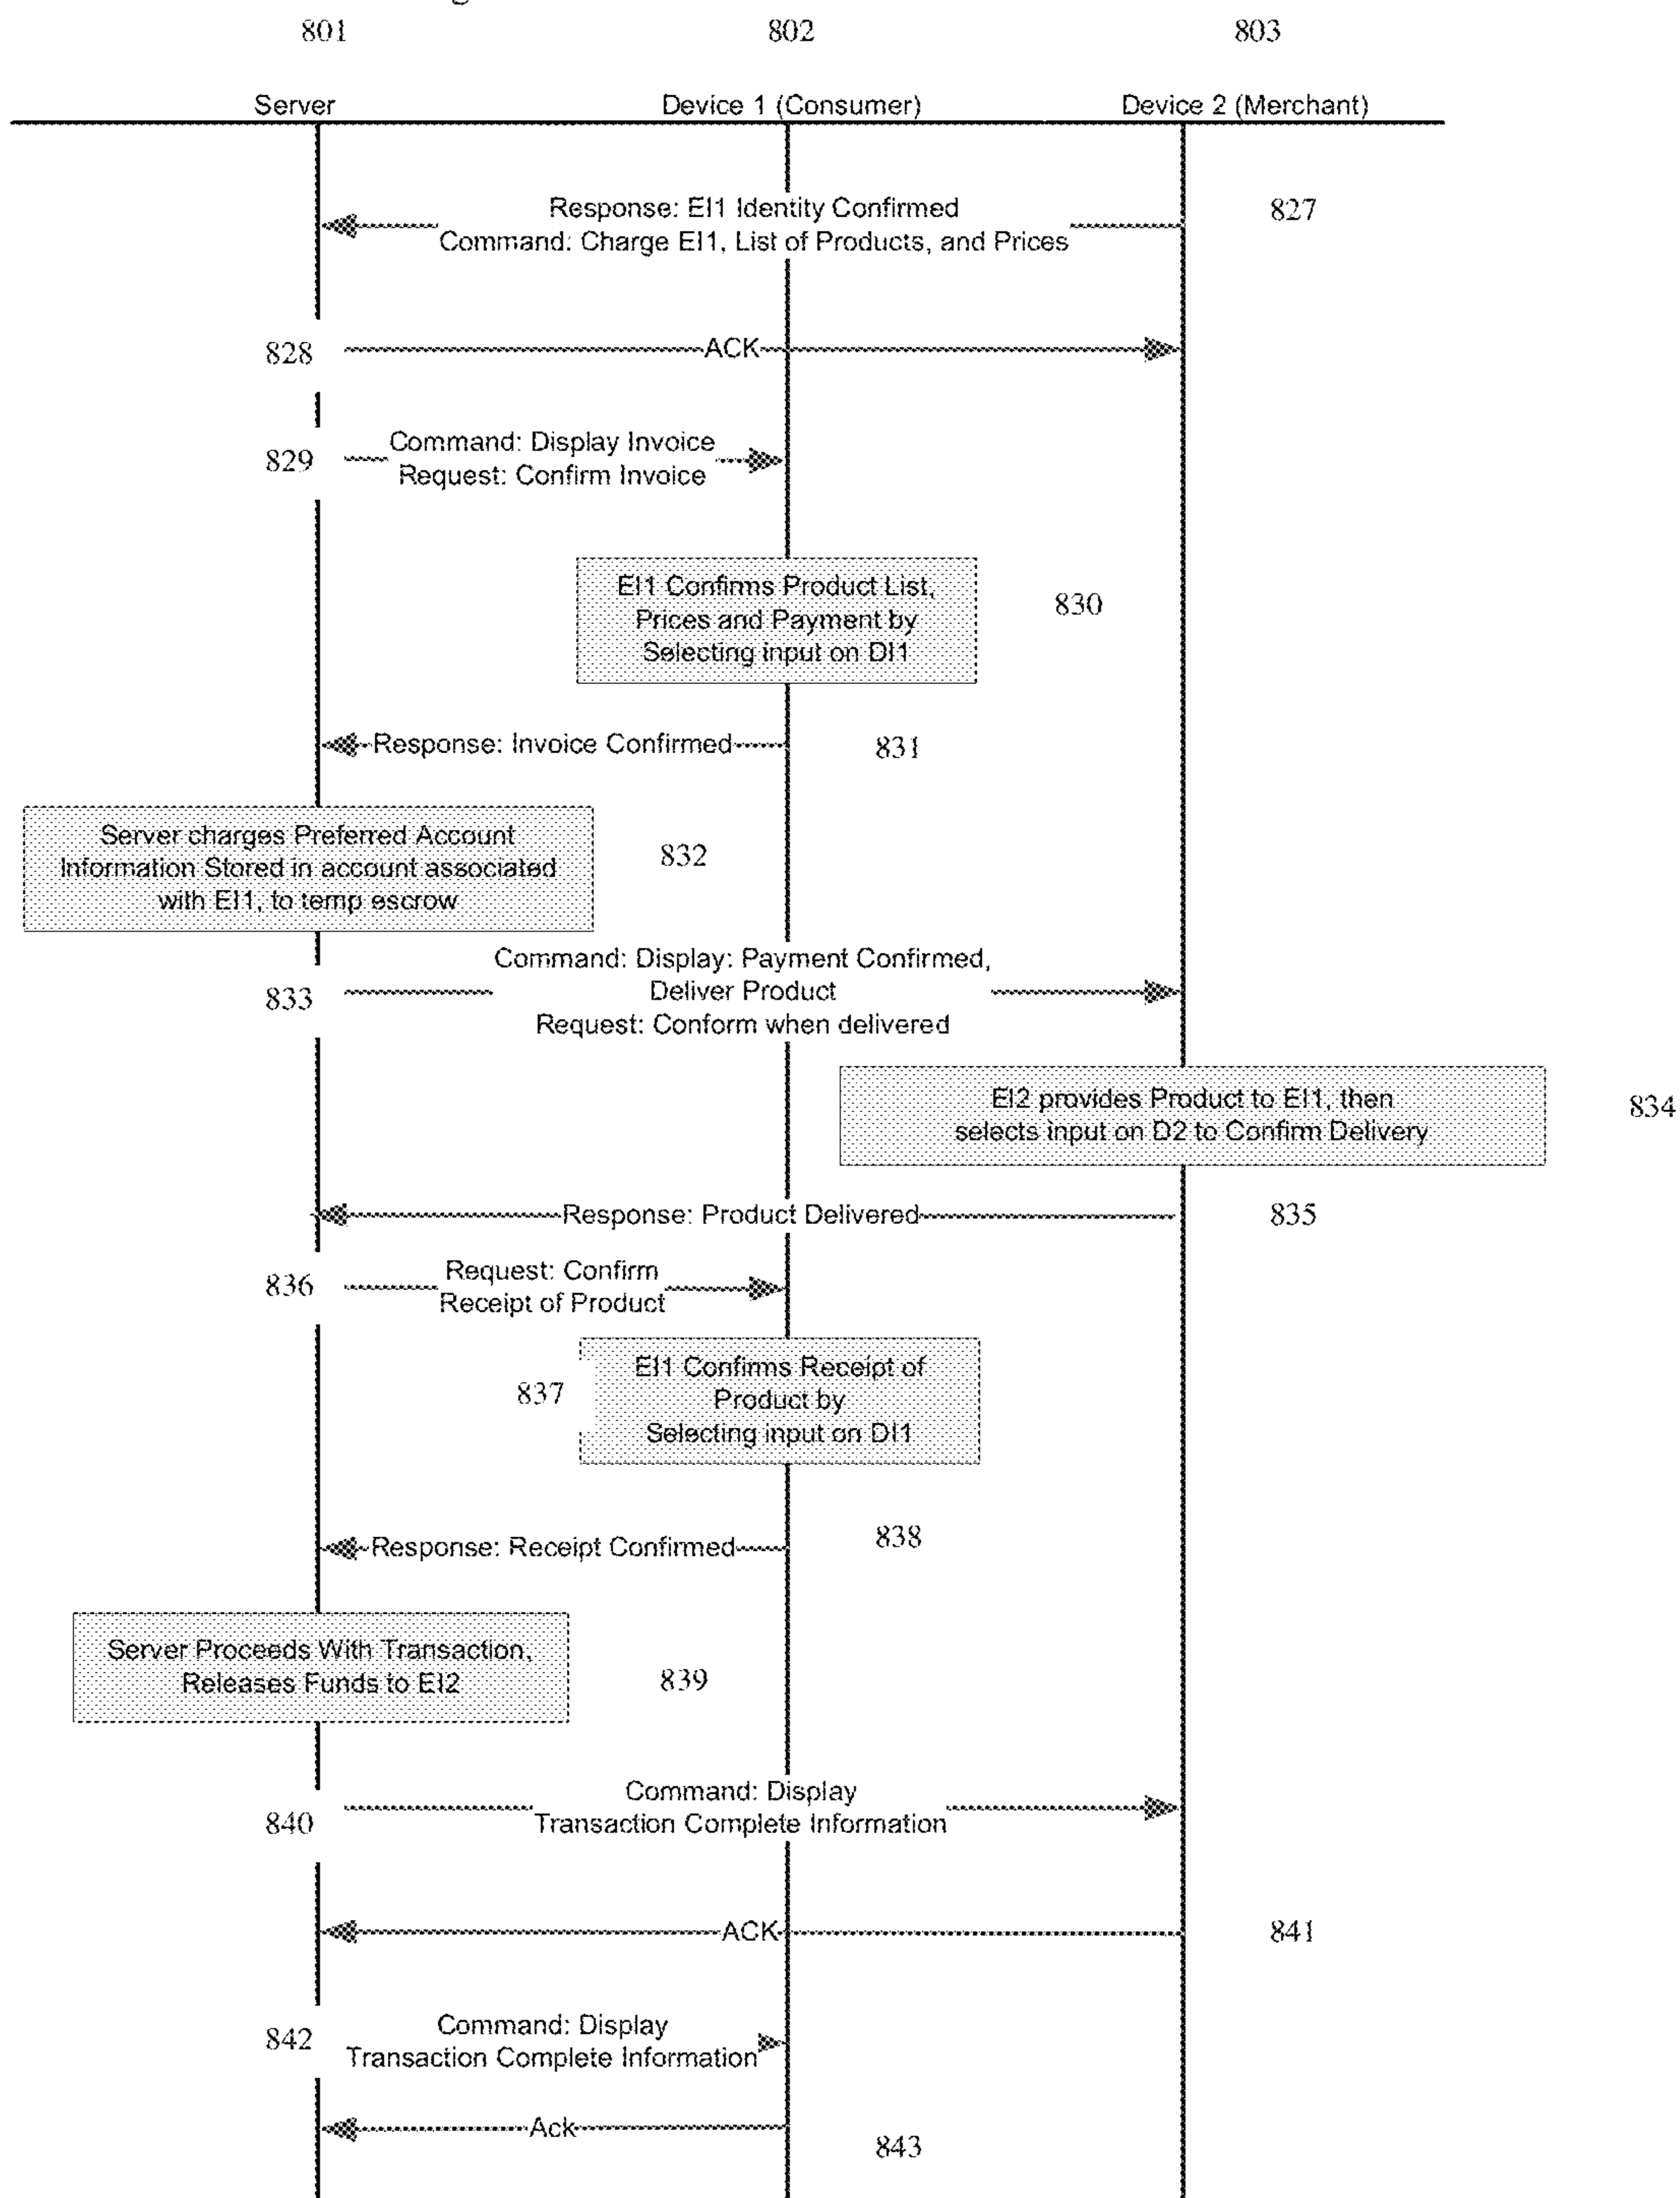 801
802
803
Server
Device 1 (Consumer)
Device 2 (Merchant)
Response: EI1 Identity Confirmed
Command: Charge EI1, List of Products, and Prices
827
828
ACK
829
Command: Display Invoice
Request: Confirm Invoice
EI1 Confirms Product List,
Prices and Payment by
Selecting input on DI1
830
Response: Invoice Confirmed
831
Server charges Preferred Account
Information Stored in account associated
with EI1, to temp escrow
832
833
Command: Display: Payment Confirmed,
Deliver Product
Request: Conform when delivered
EI2 provides Product to EI1, then
selects input on D2 to Confirm Delivery
834
Response: Product Delivered
835
836
Request: Confirm
Receipt of Product
837
EI1 Confirms Receipt of
Product by
Selecting input on DI1
Response: Receipt Confirmed
838
Server Proceeds With Transaction,
Releases Funds to EI2
839
840
Command: Display
Transaction Complete Information
ACK
841
842
Command: Display
Transaction Complete Information
Ack
843